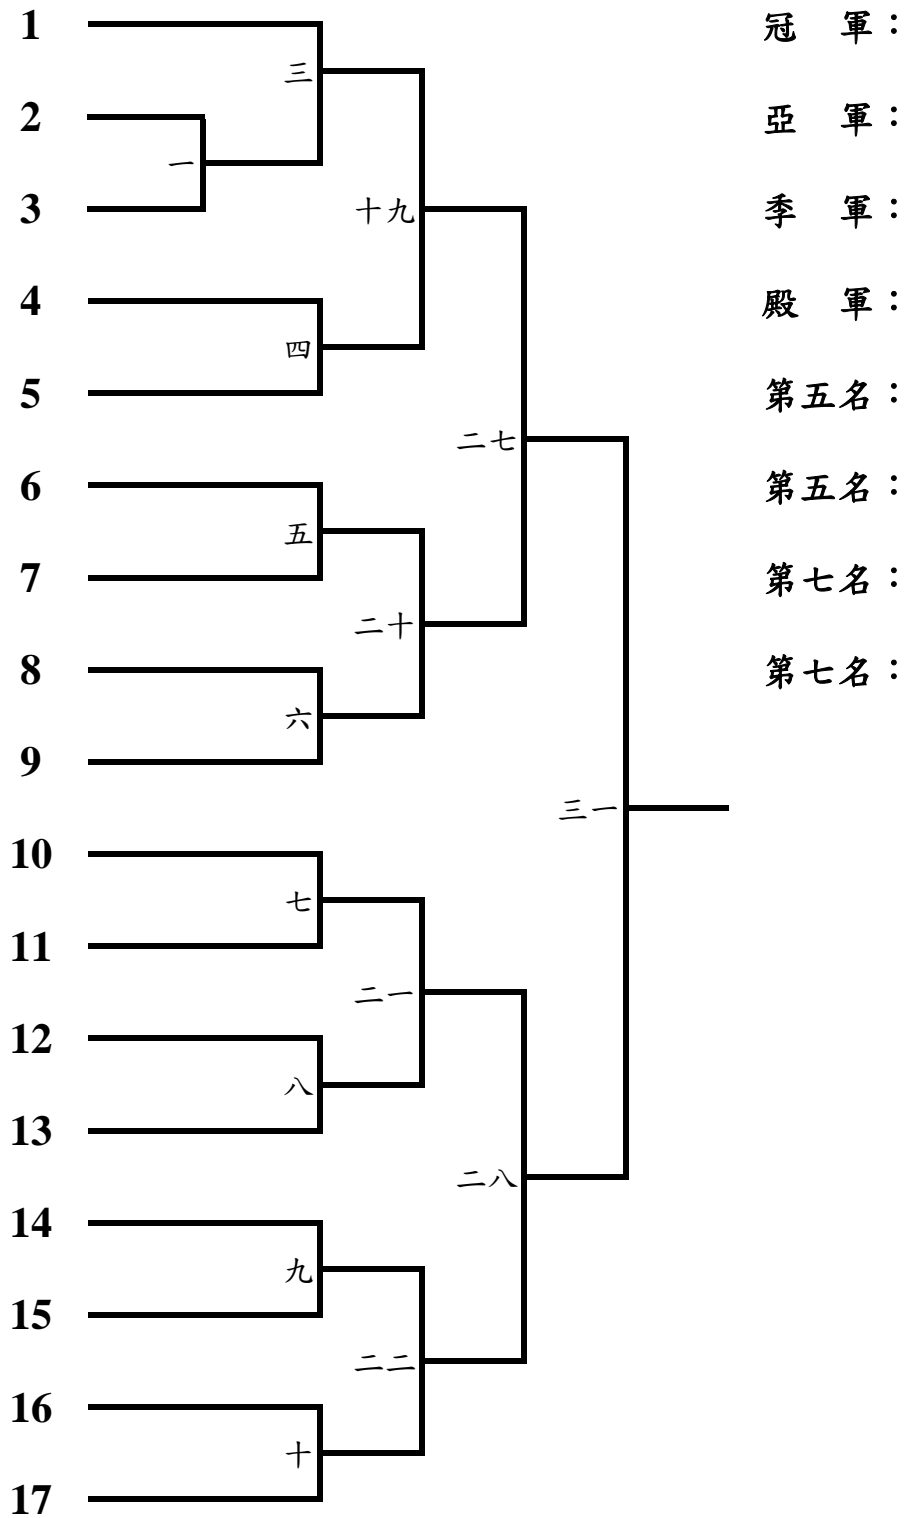 1
冠　軍：
三
2
亞　軍：
一
3
十九
季　軍：
4
殿　軍：
四
5
第五名：
二七
6
第五名：
五
7
第七名：
二十
8
第七名：
六
9
三一
10
七
11
二一
12
八
13
二八
14
九
15
二二
16
十
17